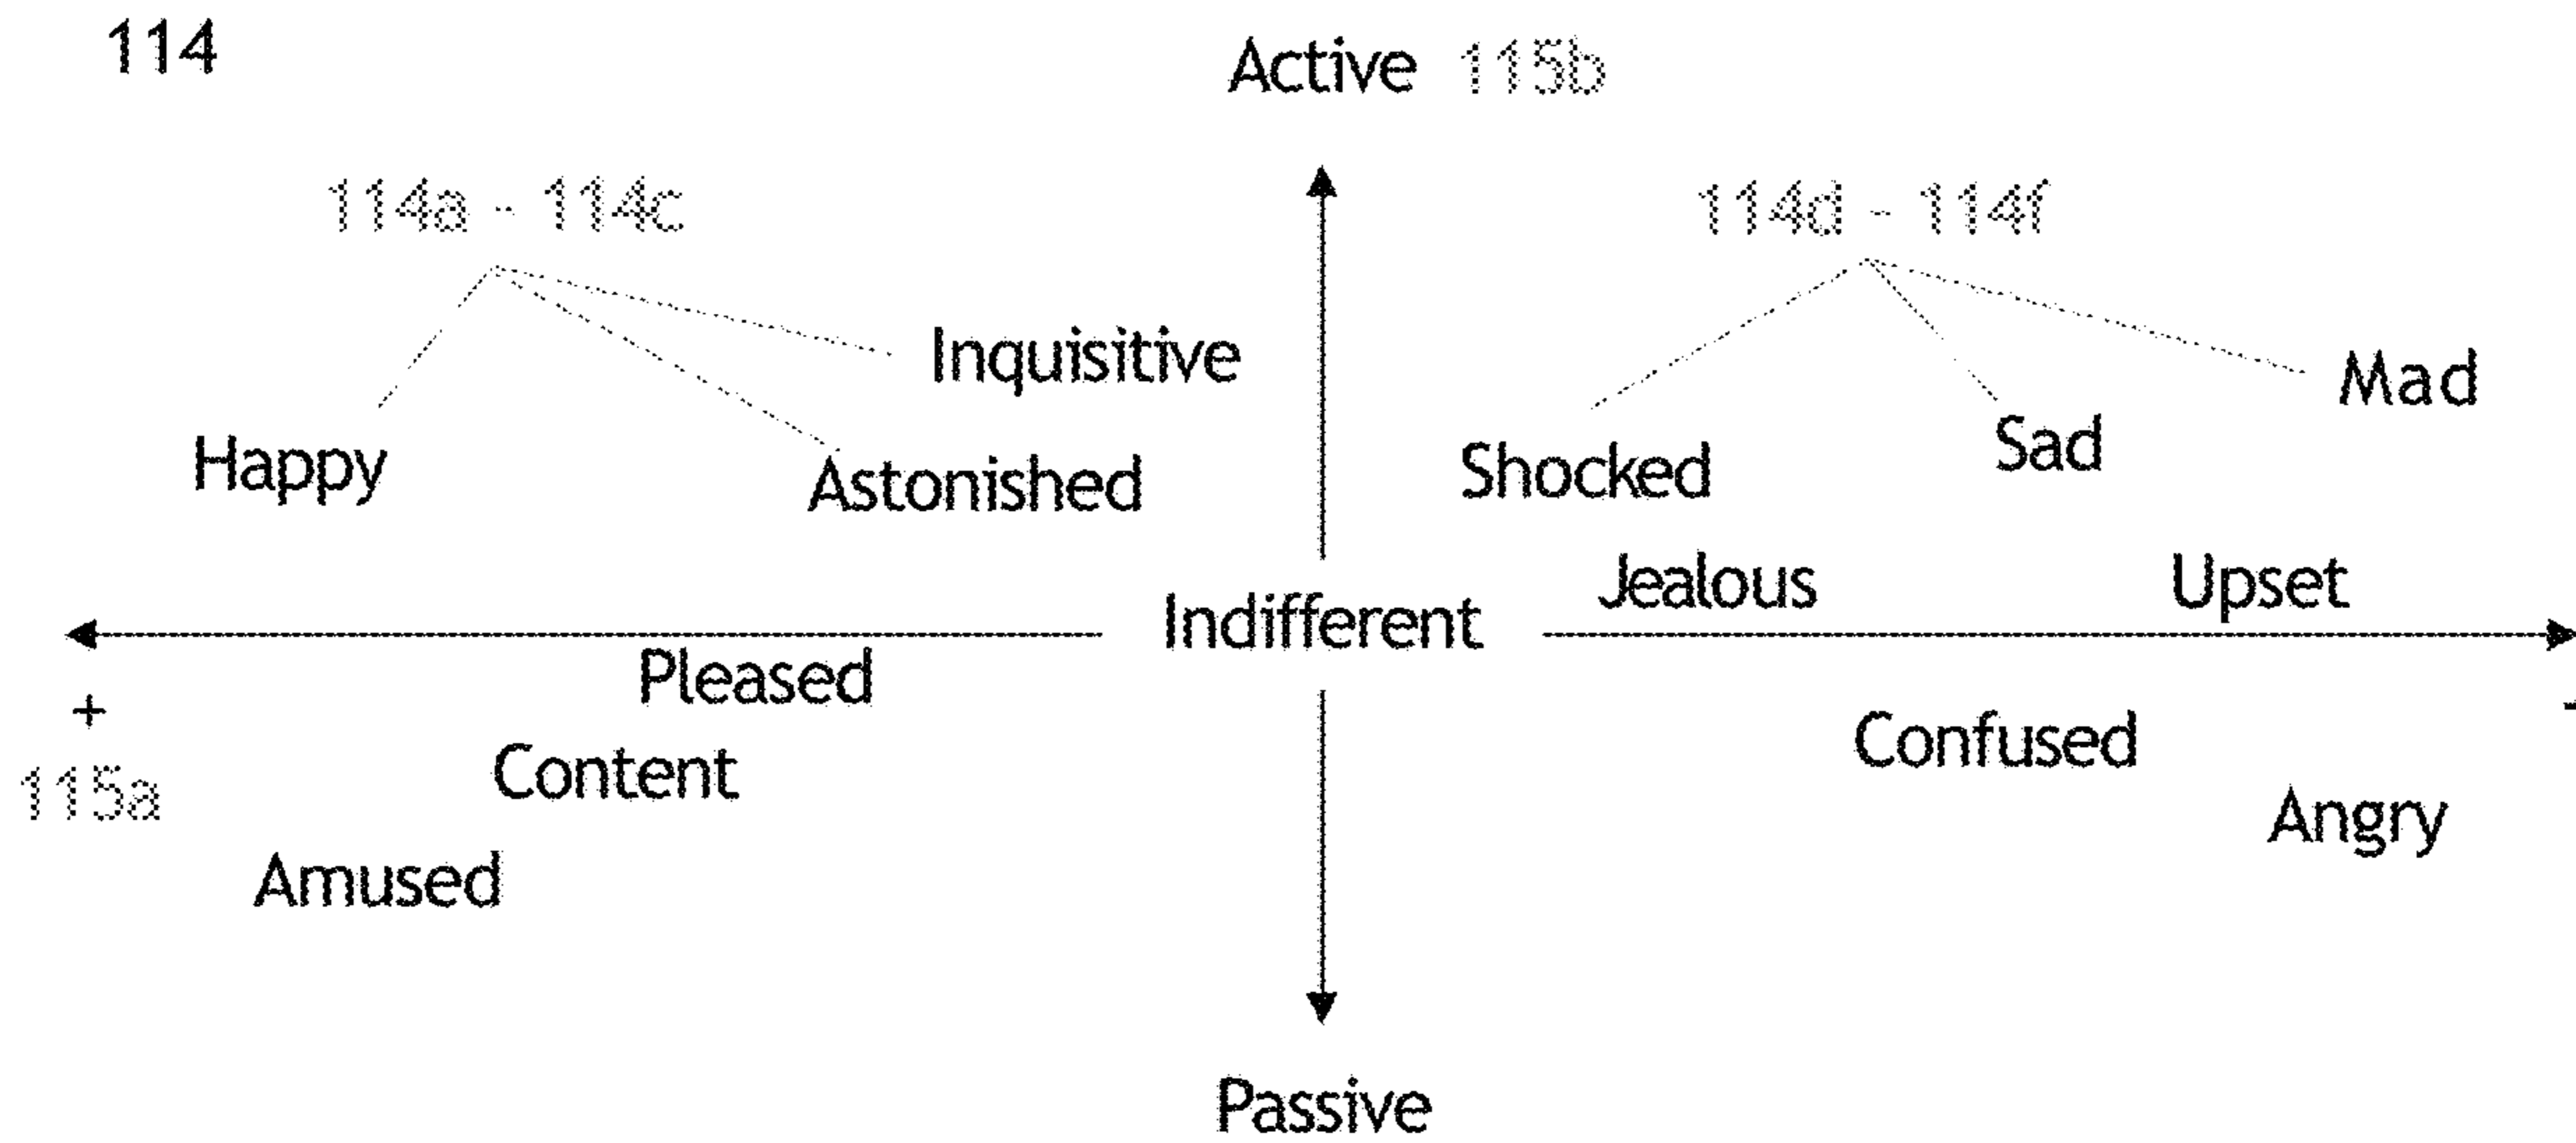 114
Active 115b
114a - 114c
114d - 114f
Inquisitive
Mad
Happy
Astonished
Shocked
Sad
Jealous
Upset
Indifferent
Pleased
+
-
Content
Confused
115a
Angry
Amused
Passive